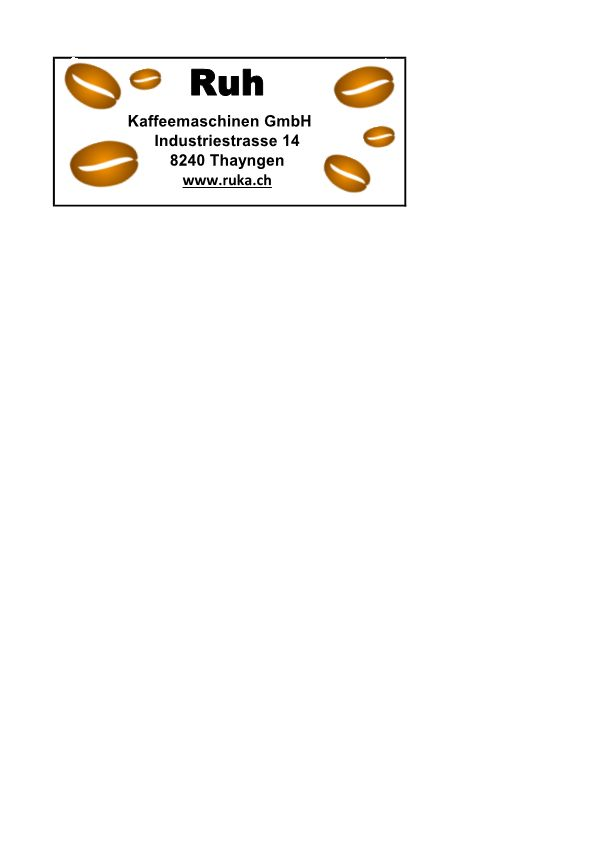 Ruh
Kaffeemaschinen GmbH
Industriestrasse 14
8240 Thayngen
www.ruka.ch